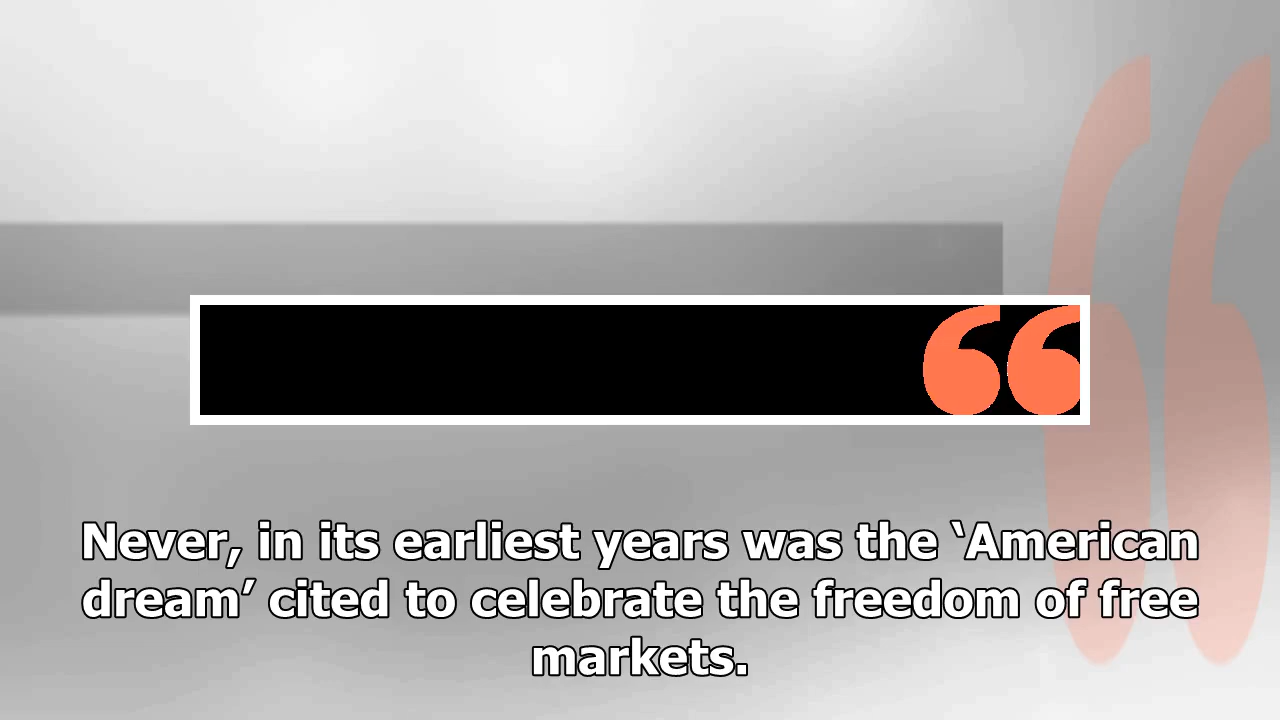 Never, in its earliest years was the ‘American
dream’ cited to celebrate the freedom of free
markets.